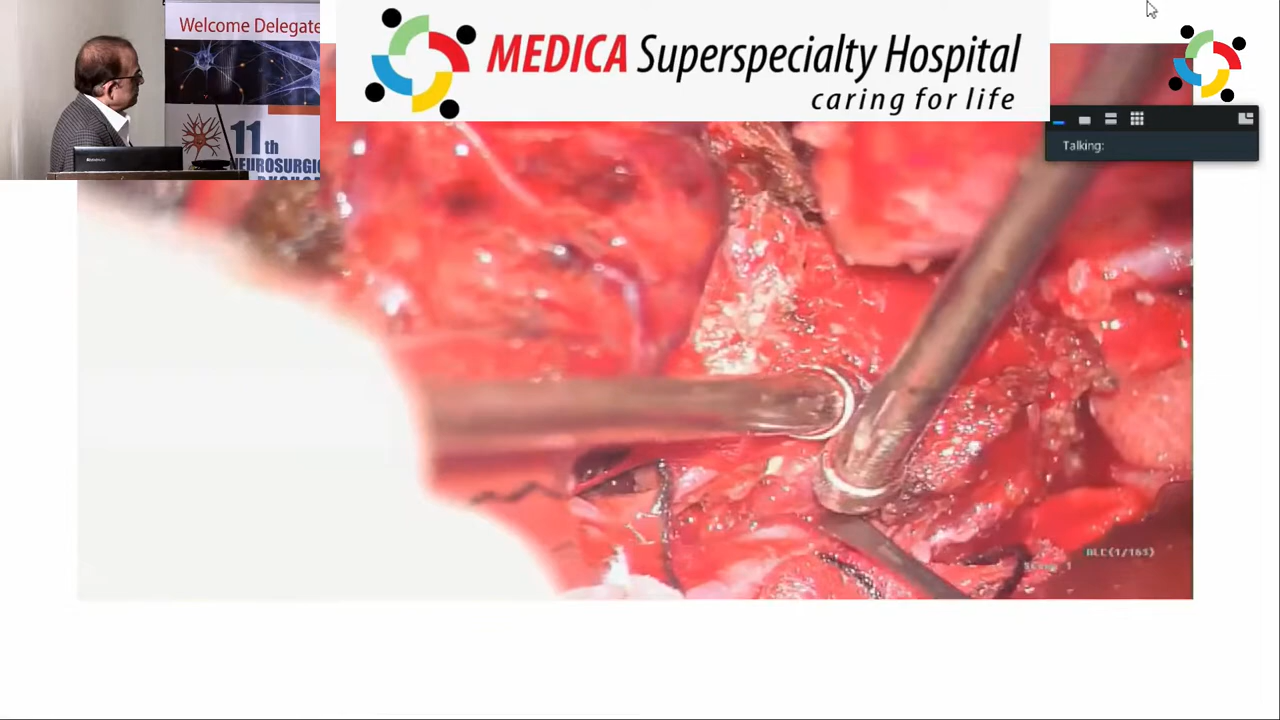 Welcome Delegate
11th
NEUROSURGIC
MEDICA Superspecialty Hospital
caring for life
Talking: